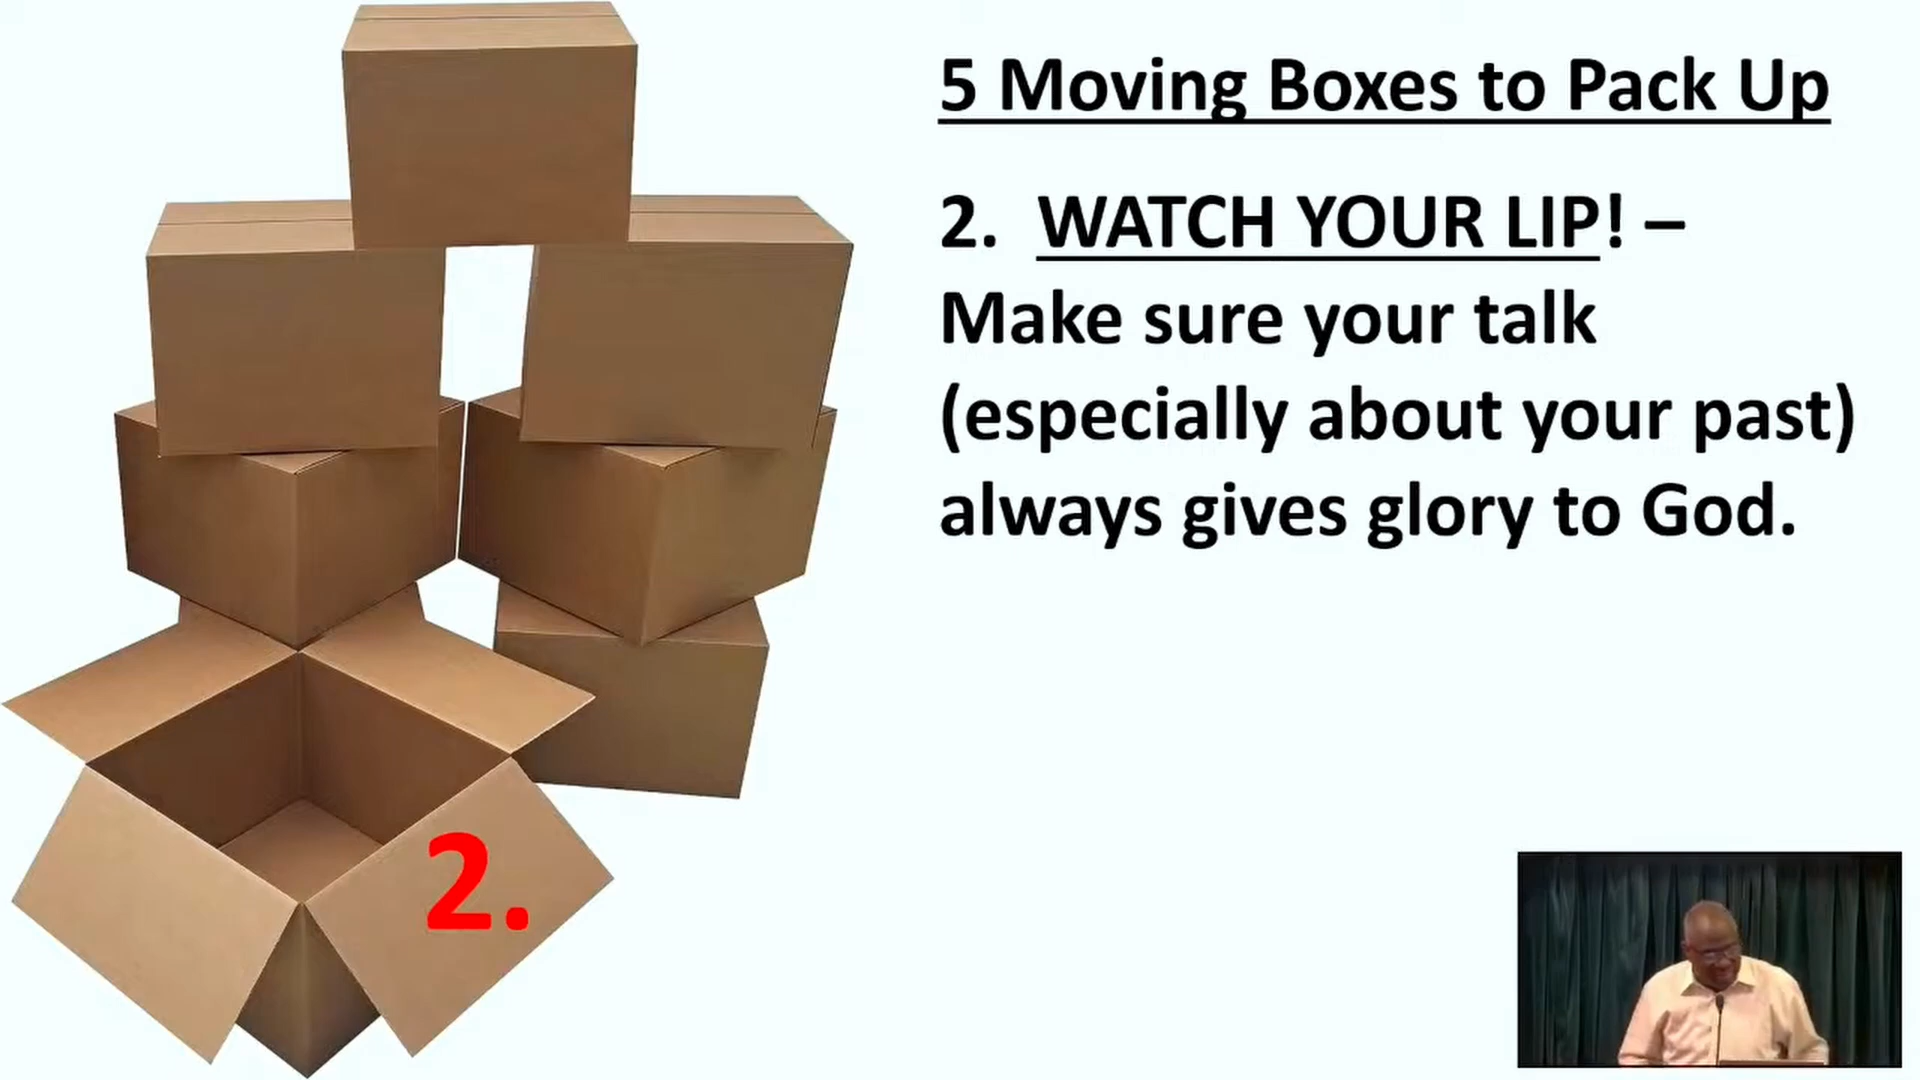 5 Moving Boxes to Pack Up
2. WATCH YOUR LIP! –
Make sure your talk
(especially about your past)
always gives glory to God.
2.